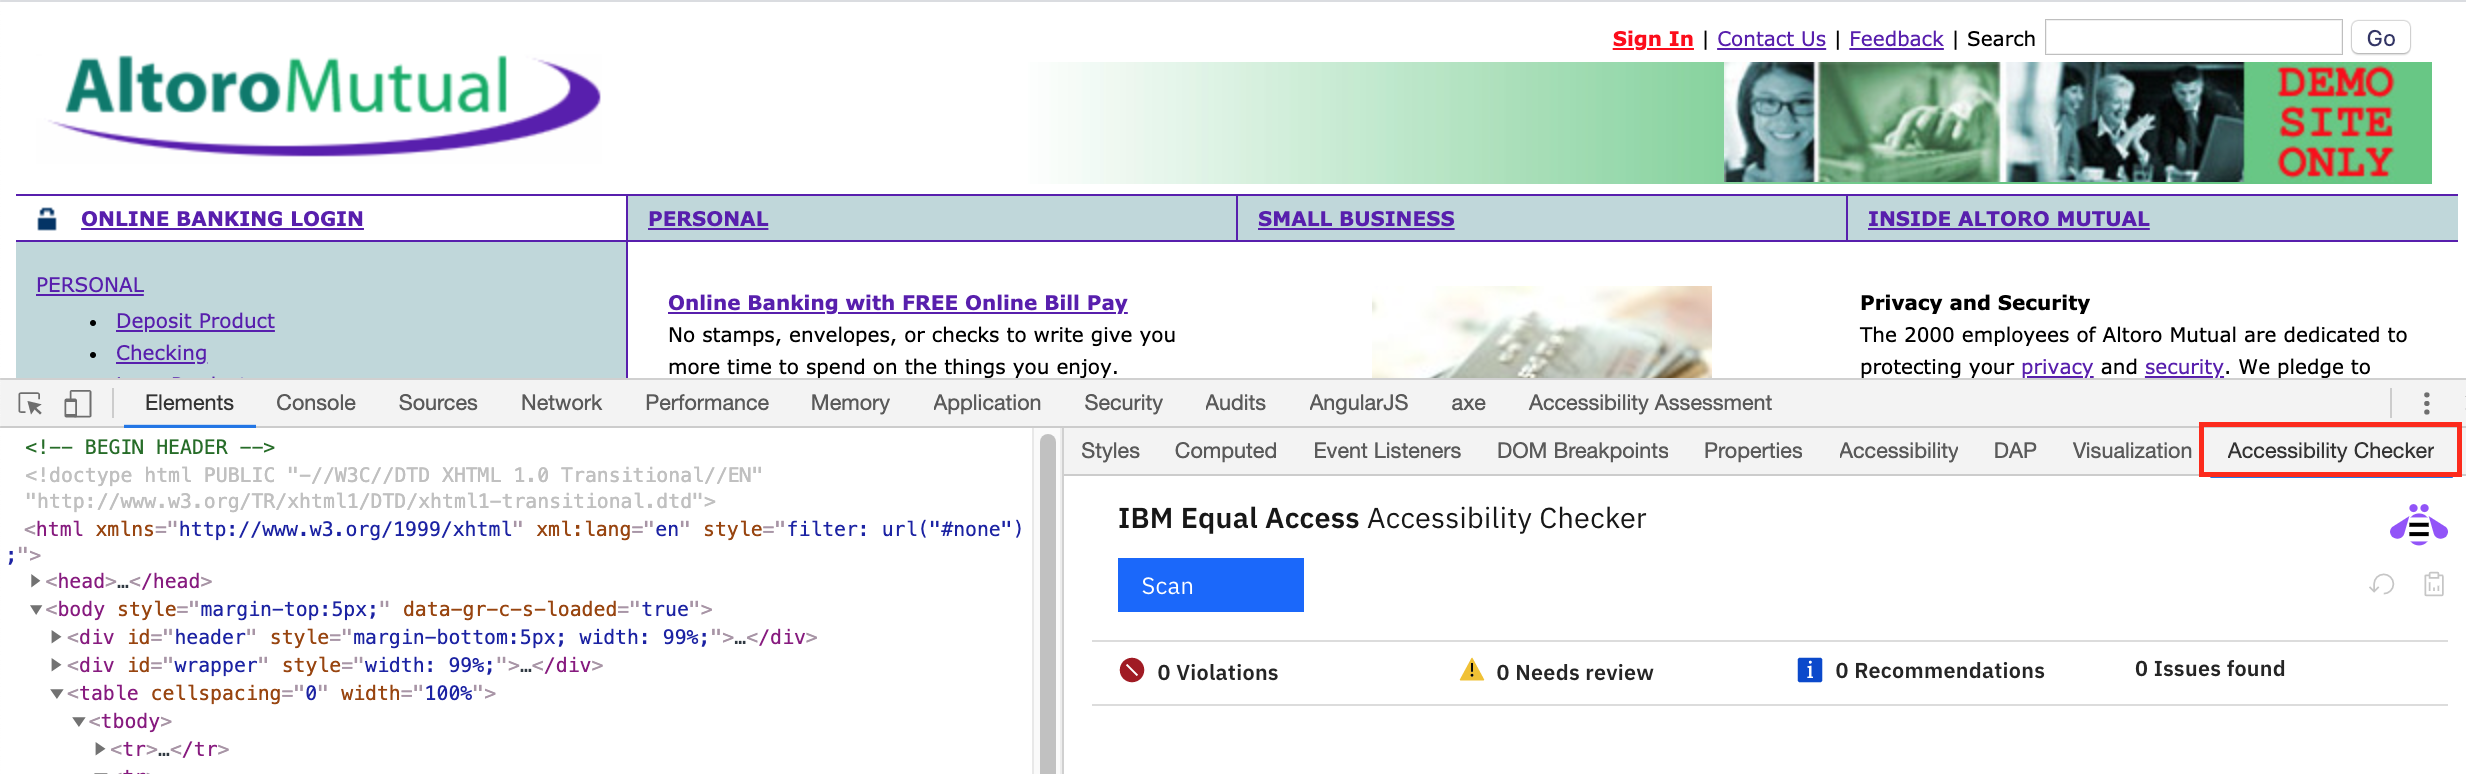 Sign In | Contact Us | Feedback | Search Go
AltoroMutual
DEMO
SITE
ONLY
ONLINE BANKING LOGIN
PERSONAL
SMALL BUSINESS
INSIDE ALTORO MUTUAL
PERSONAL
• Deposit Product
• Checking
Online Banking with FREE Online Bill Pay
No stamps, envelopes, or checks to write give you
more time to spend on the things you enjoy.
Privacy and Security
The 2000 employees of Altoro Mutual are dedicated to
protecting your privacy and security. We pledge to
Elements Console Sources Network Performance Memory Application Security Audits AngularJS axe Accessibility Assessment
<!-- BEGIN HEADER -->
<!doctype html PUBLIC "-//W3C//DTD XHTML 1.0 Transitional//EN"
"http://www.w3.org/TR/xhtml1/DTD/xhtml1-transitional.dtd">
<html xmlns="http://www.w3.org/1999/xhtml" xml:lang="en" style="filter: url("#none")
;">
<head>…</head>
<body style="margin-top:5px;" data-gr-c-s-loaded="true">
<div id="header" style="margin-bottom:5px; width: 99%;">…</div>
<div id="wrapper" style="width: 99%;">…</div>
<table cellspacing="0" width="100%">
<tbody>
<tr>…</tr>
Styles Computed Event Listeners DOM Breakpoints Properties Accessibility DAP Visualization Accessibility Checker
IBM Equal Access Accessibility Checker
Scan
0 Violations
0 Needs review
0 Recommendations
0 Issues found